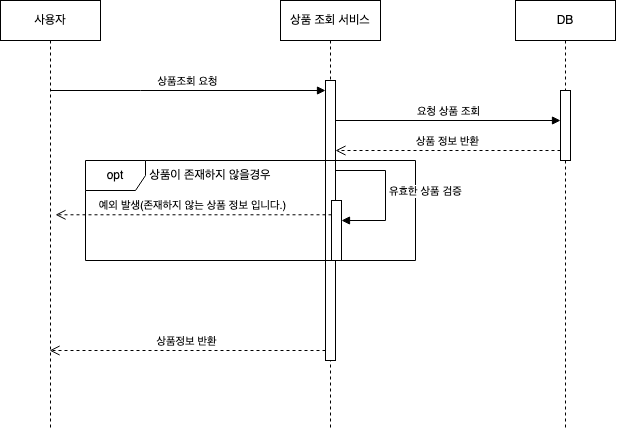 사용자
상품 조회 서비스
DB
상품조회 요청
요청 상품 조회
상품 정보 반환
opt
상품이 존재하지 않을경우
유효한 상품 검증
예외 발생(존재하지 않는 상품 정보 입니다.)
상품정보 반환